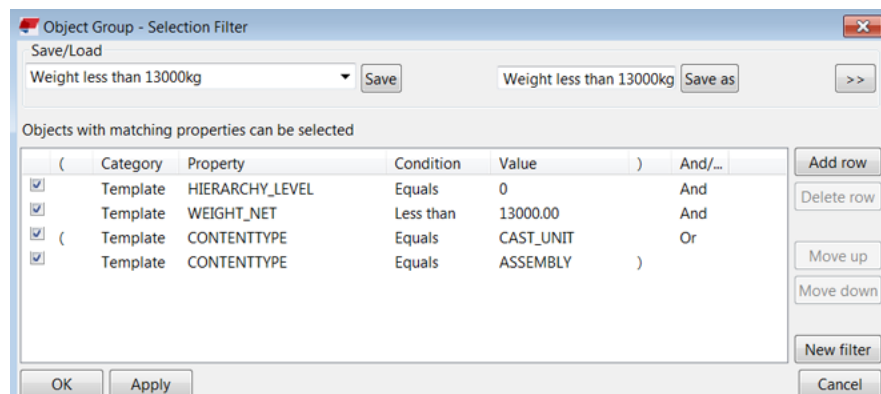 Object Group - Selection Filter
Save/Load
Weight less than 13000kg Save Weight less than 13000kg Save as >>
Objects with matching properties can be selected
( Category Property Condition Value ) And/... Add row
Template HIERARCHY_LEVEL Equals 0 And
Delete row
Template WEIGHT_NET Less than 13000.00 And
( Template CONTENTTYPE Equals CAST_UNIT Or
Template CONTENTTYPE Equals ASSEMBLY ) Move up
Move down
New filter
OK Apply Cancel